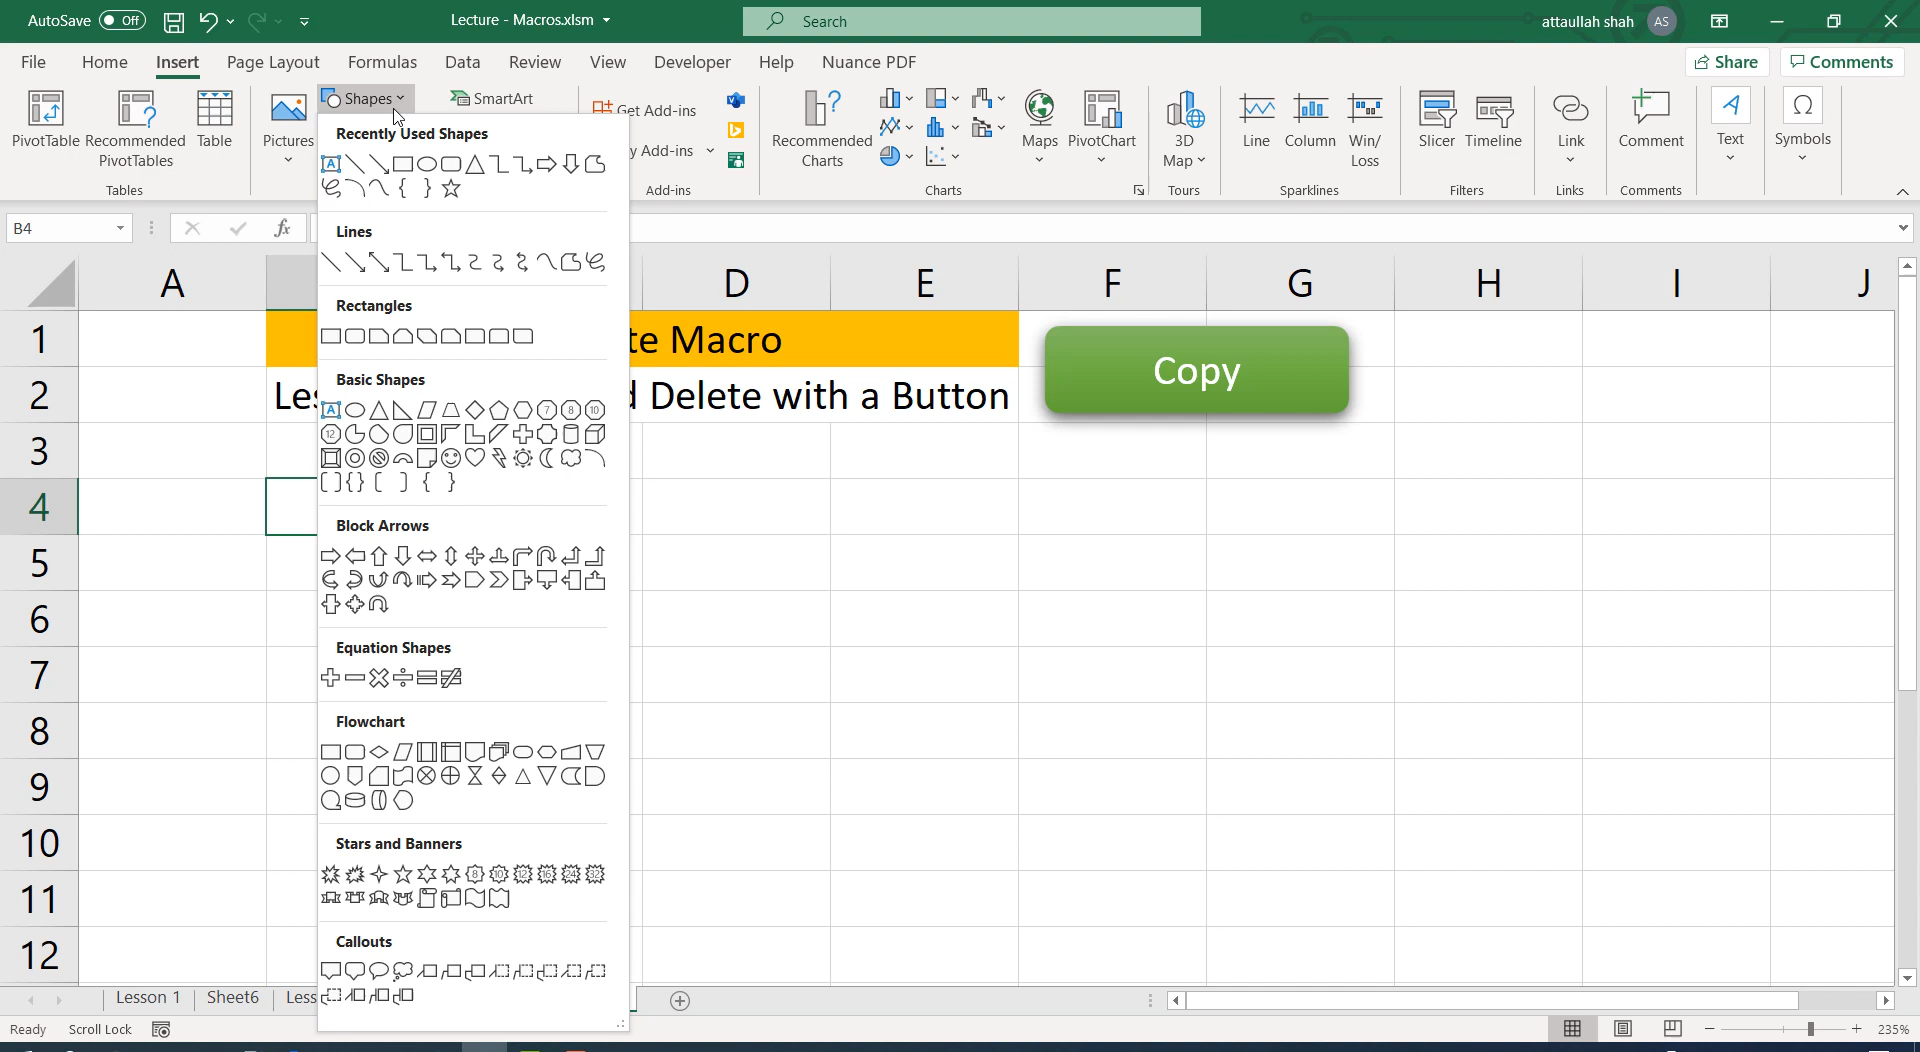 AutoSave Off Lecture - Macros.xlsm Search attaullah shah AS
File Home Insert Page Layout Formulas Data Review View Developer Help Nuance PDF Share Comments
Shapes SmartArt Get Add-ins
PivotTable Recommended PivotTables Table Pictures y Add-ins Recommended Charts Maps PivotChart 3D Map Line Column Win/Loss Slicer Timeline Link Comment Text Symbols
Tables Add-ins Charts Tours Sparklines Filters Links Comments
B4 fx
Recently Used Shapes
Lines
Rectangles
Basic Shapes
Block Arrows
Equation Shapes
Flowchart
Stars and Banners
Callouts
A D E F G H I J
1 te Macro Copy
2 Les d Delete with a Button
3
4
5
6
7
8
9
10
11
12
Lesson 1 Sheet6 Less
Ready Scroll Lock 235%